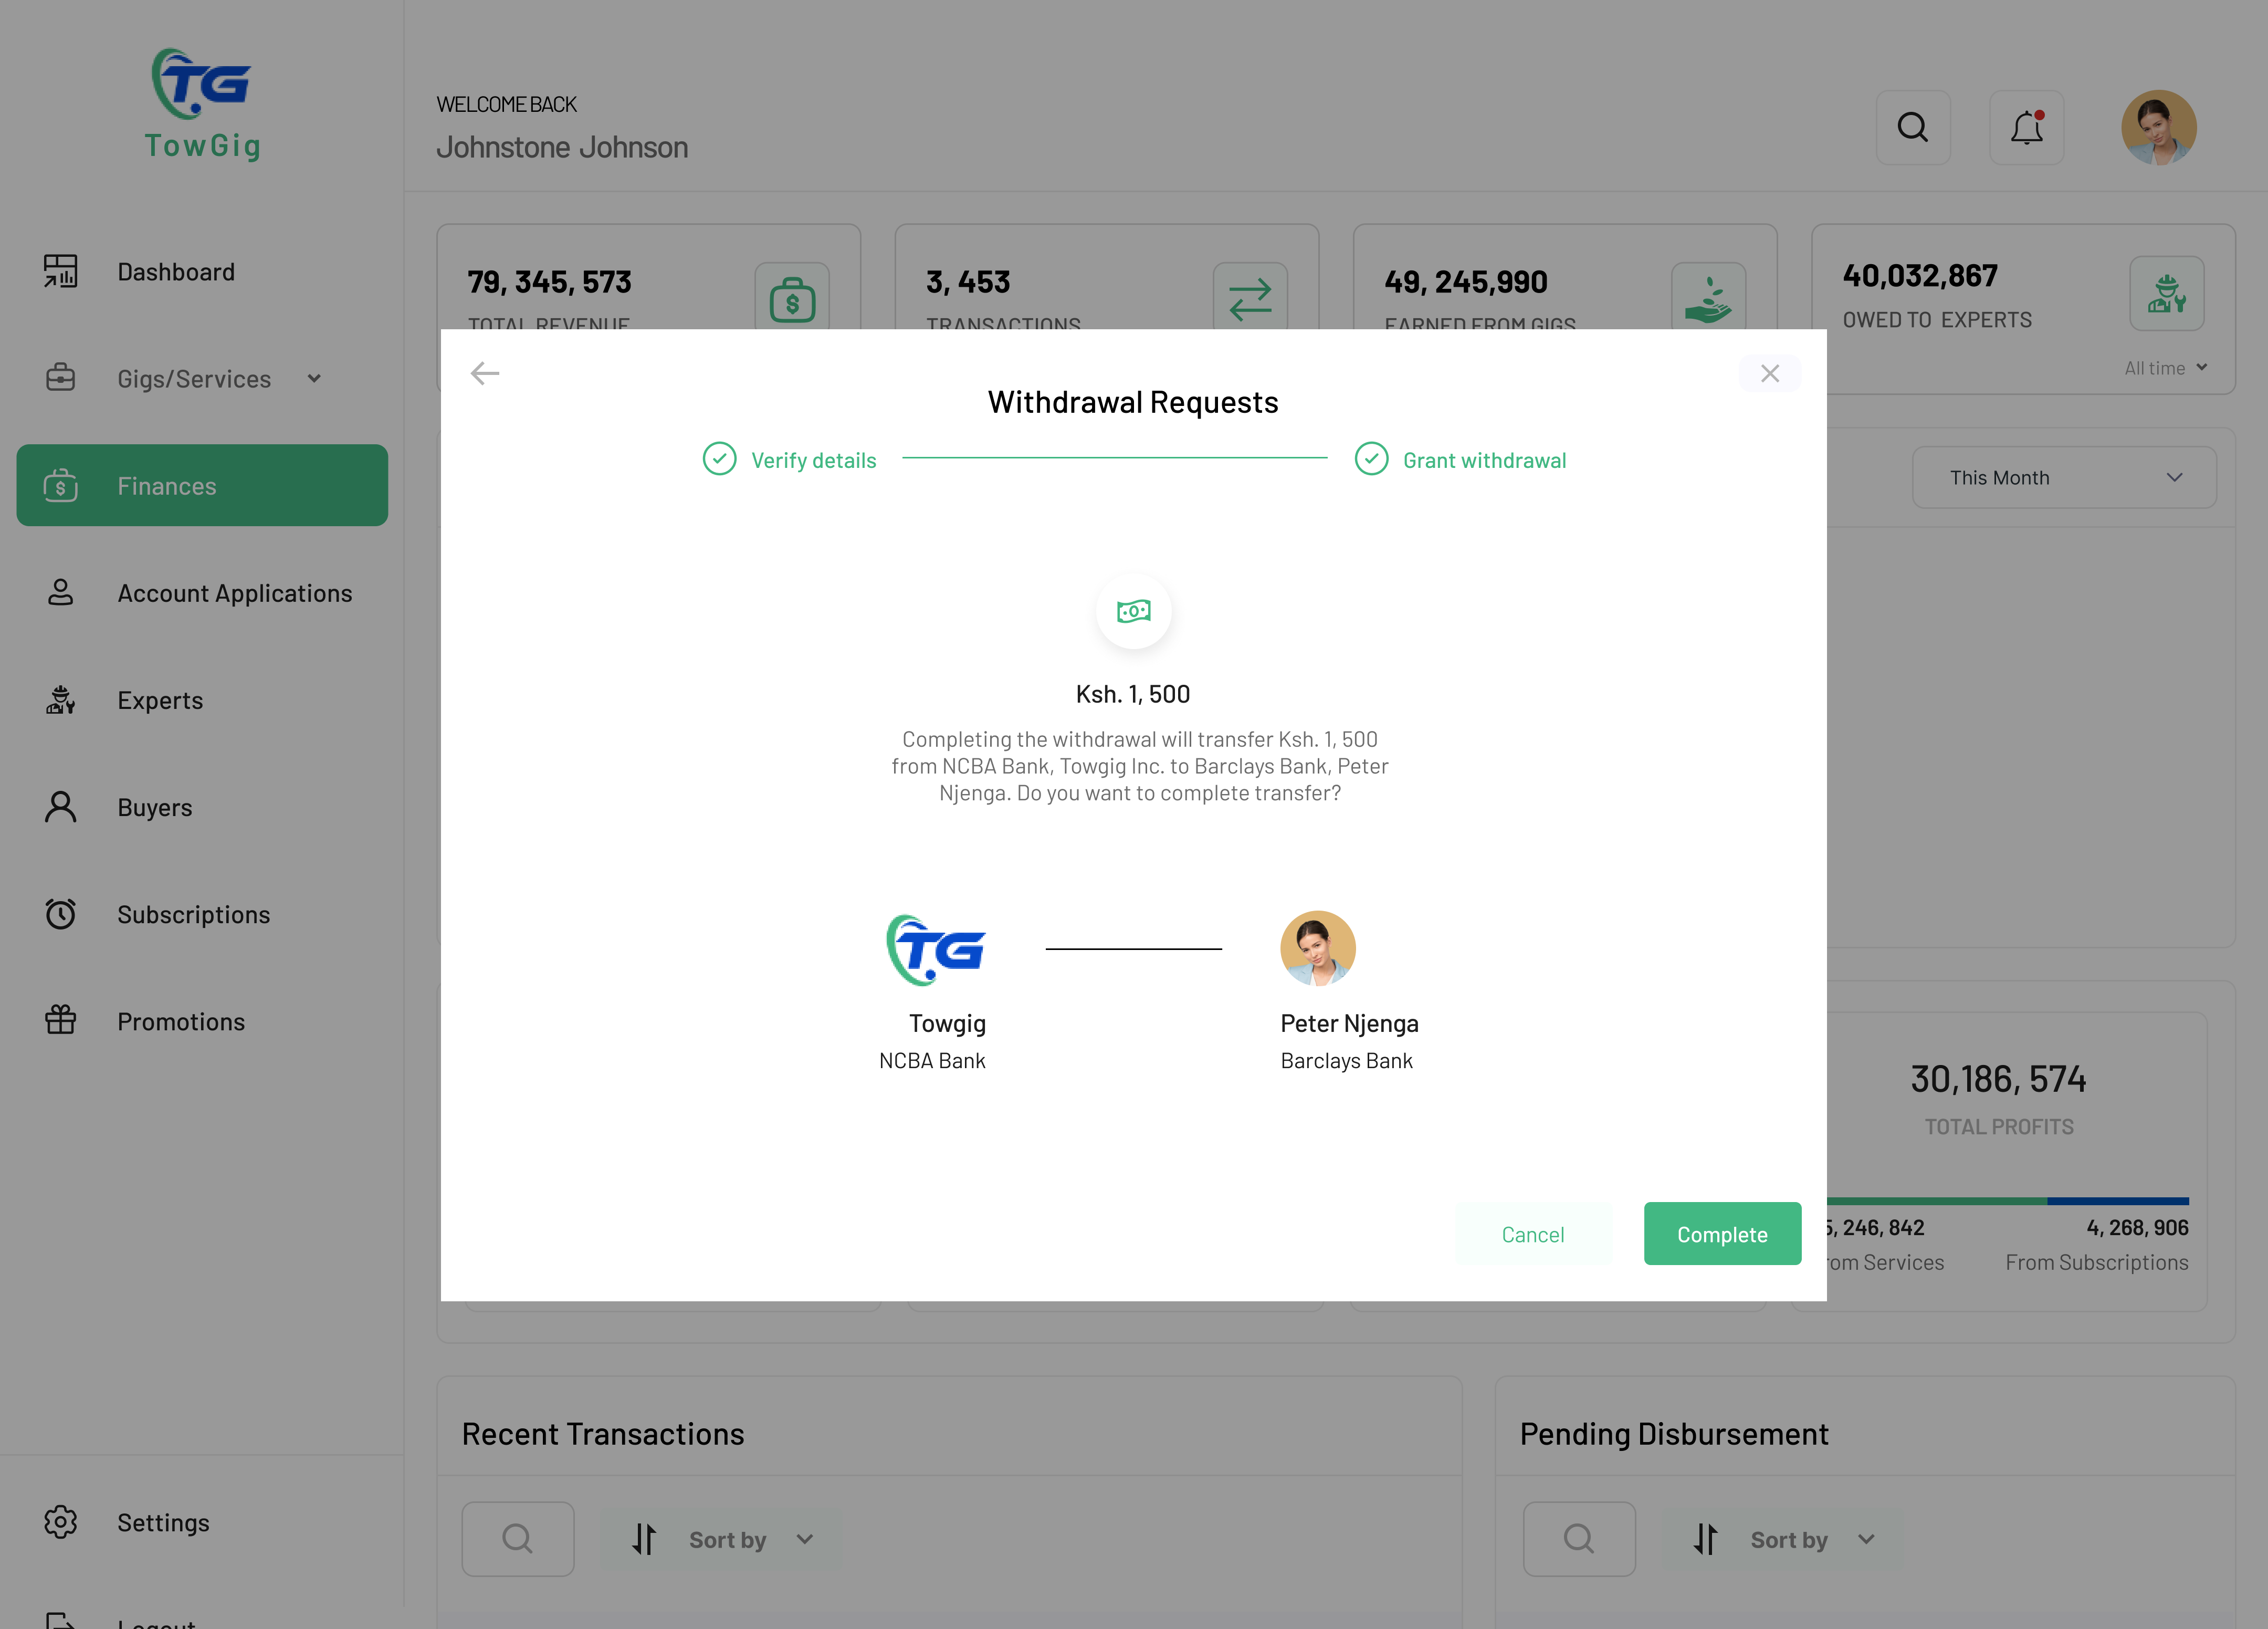 TG
TowGig
WELCOME BACK
Johnstone Johnson
Dashboard
Gigs/Services
Finances
Account Applications
Experts
Buyers
Subscriptions
Promotions
Settings
Logout
79, 345, 573
TOTAL REVENUE
3, 453
TRANSACTIONS
49, 245,990
EARNED FROM GIGS
40,032,867
OWED TO EXPERTS
All time
This Month
Withdrawal Requests
Verify details
Grant withdrawal
Ksh. 1, 500
Completing the withdrawal will transfer Ksh. 1, 500
from NCBA Bank, Towgig Inc. to Barclays Bank, Peter
Njenga. Do you want to complete transfer?
TG
Towgig
NCBA Bank
Peter Njenga
Barclays Bank
Cancel
Complete
30,186, 574
TOTAL PROFITS
, 246, 842
4, 268, 906
Services
From Subscriptions
Recent Transactions
Sort by
Pending Disbursement
Sort by